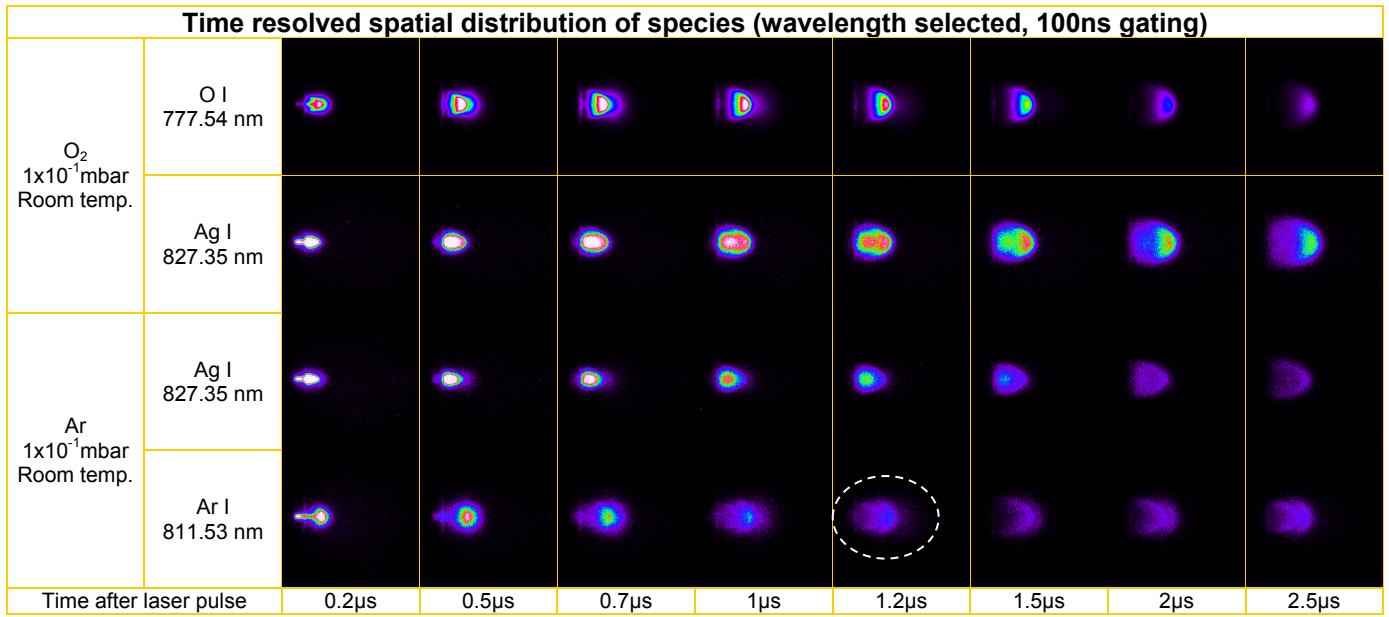 Time resolved spatial distribution of species (wavelength selected, 100ns gating)
O₂
1x10⁻¹mbar
Room temp.
O I
777.54 nm
Ag I
827.35 nm
Ar
1x10⁻¹mbar
Room temp.
Ag I
827.35 nm
Ar I
811.53 nm
Time after laser pulse 0.2µs 0.5µs 0.7µs 1µs 1.2µs 1.5µs 2µs 2.5µs